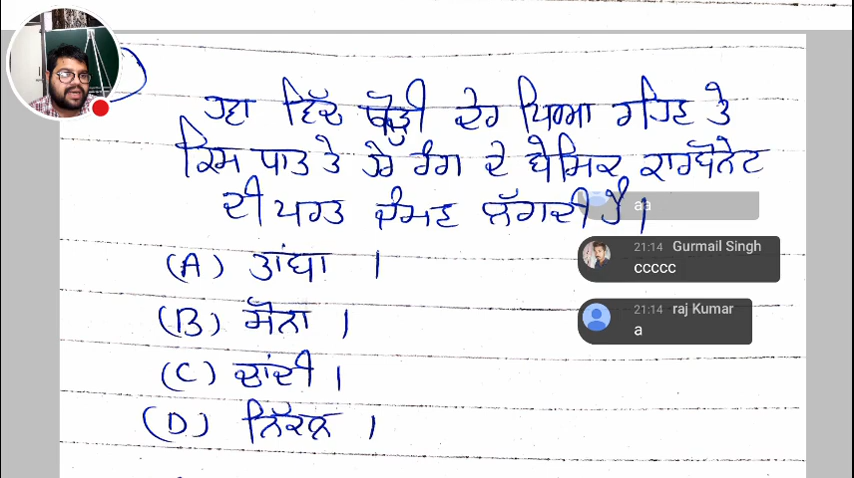 ਹਵਾ ਵਿੱਚ ਥੋੜੀ ਦੇਰ ਪਿਆ ਰਹਿਣ ਤੇ
ਕਿਸ ਧਾਤ ਤੇ ਹਰੇ ਰੰਗ ਦੇ ਬੇਸਿਕ ਕਾਰਬੋਨੇਟ
ਦੀ ਪਰਤ ਜੰਮਣ ਲੱਗਦੀ ਹੈ।
aa
(A) ਤਾਂਬਾ ।
21:14 Gurmail Singh
ccccc
(B) ਸੋਨਾ ।
21:14 raj Kumar
a
(C) ਚਾਂਦੀ ।
(D) ਨਿੱਕਲ ।